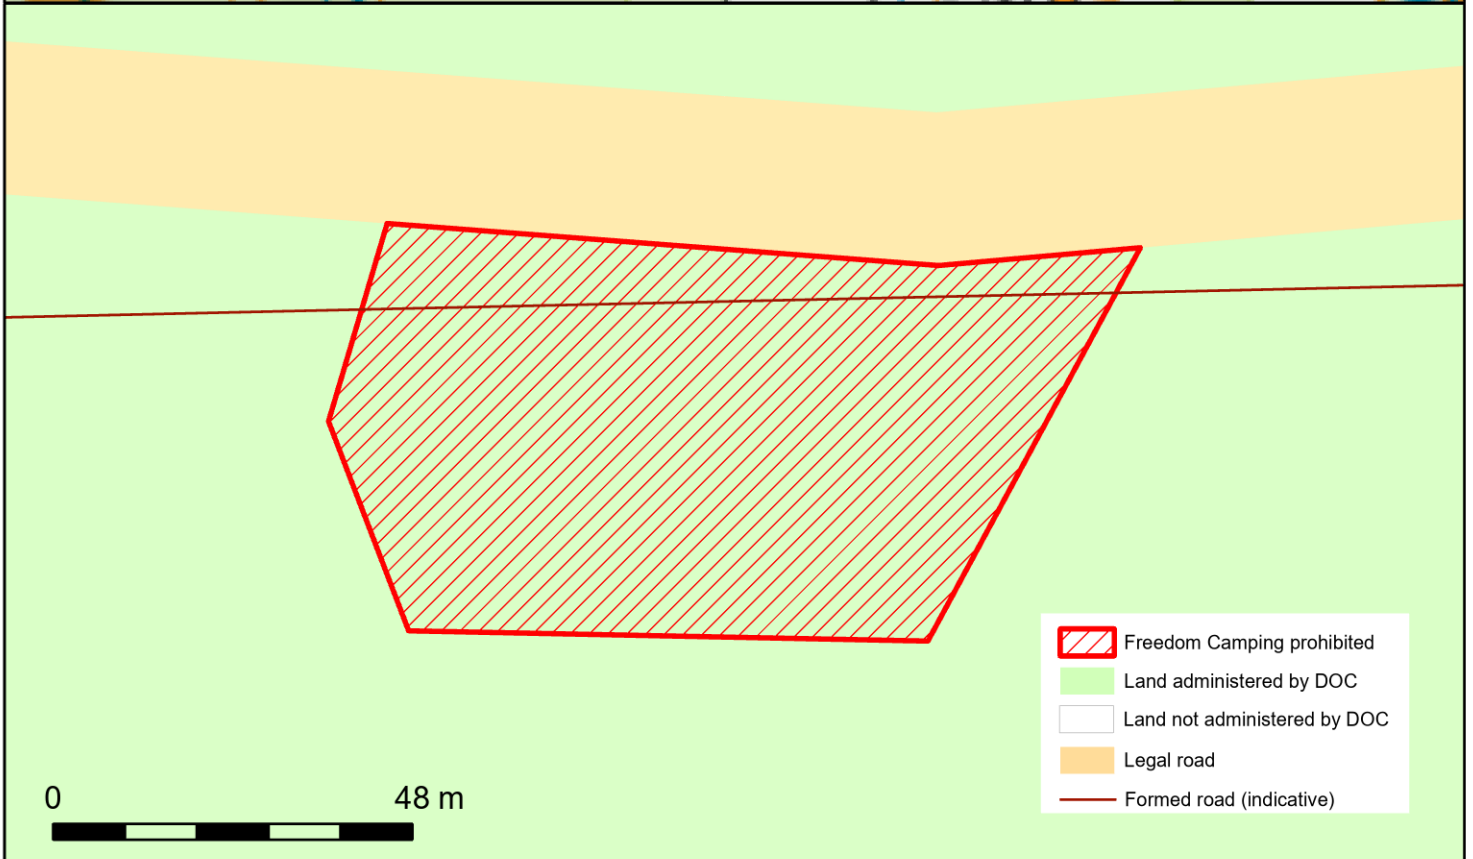 Freedom Camping prohibited
Land administered by DOC
Land not administered by DOC
Legal road
Formed road (indicative)
0 48 m